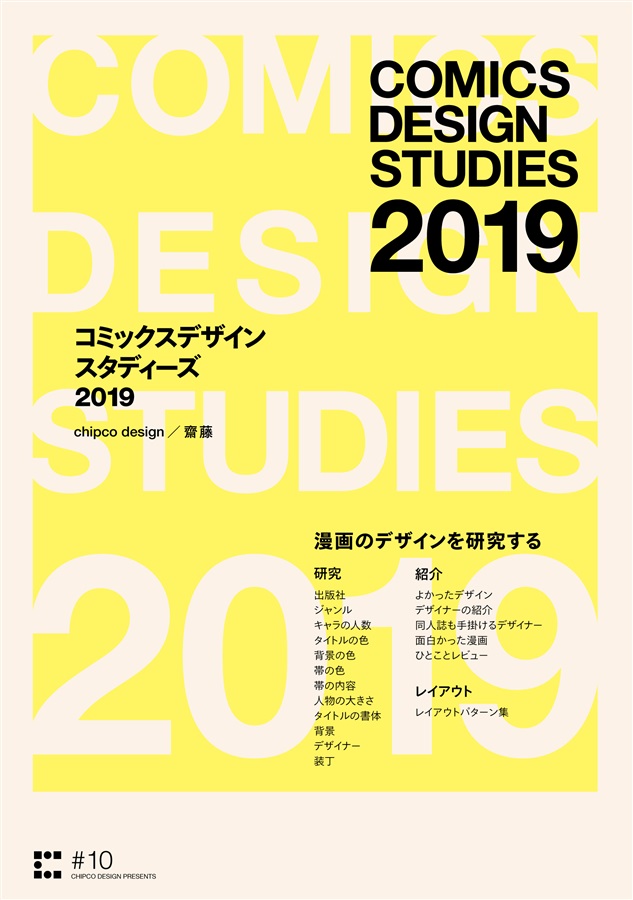 COMICS
DESIGN
STUDIES
2019
COMICS
DESIGN
STUDIES
2019
コミックスデザイン
スタディーズ
2019
chipco design／齋藤
漫画のデザインを研究する
研究
出版社
ジャンル
キャラの人数
タイトルの色
背景の色
帯の色
帯の内容
人物の大きさ
タイトルの書体
背景
デザイナー
装丁
紹介
よかったデザイン
デザイナーの紹介
同人誌も手掛けるデザイナー
面白かった漫画
ひとことレビュー
レイアウト
レイアウトパターン集
#10
CHIPCO DESIGN PRESENTS